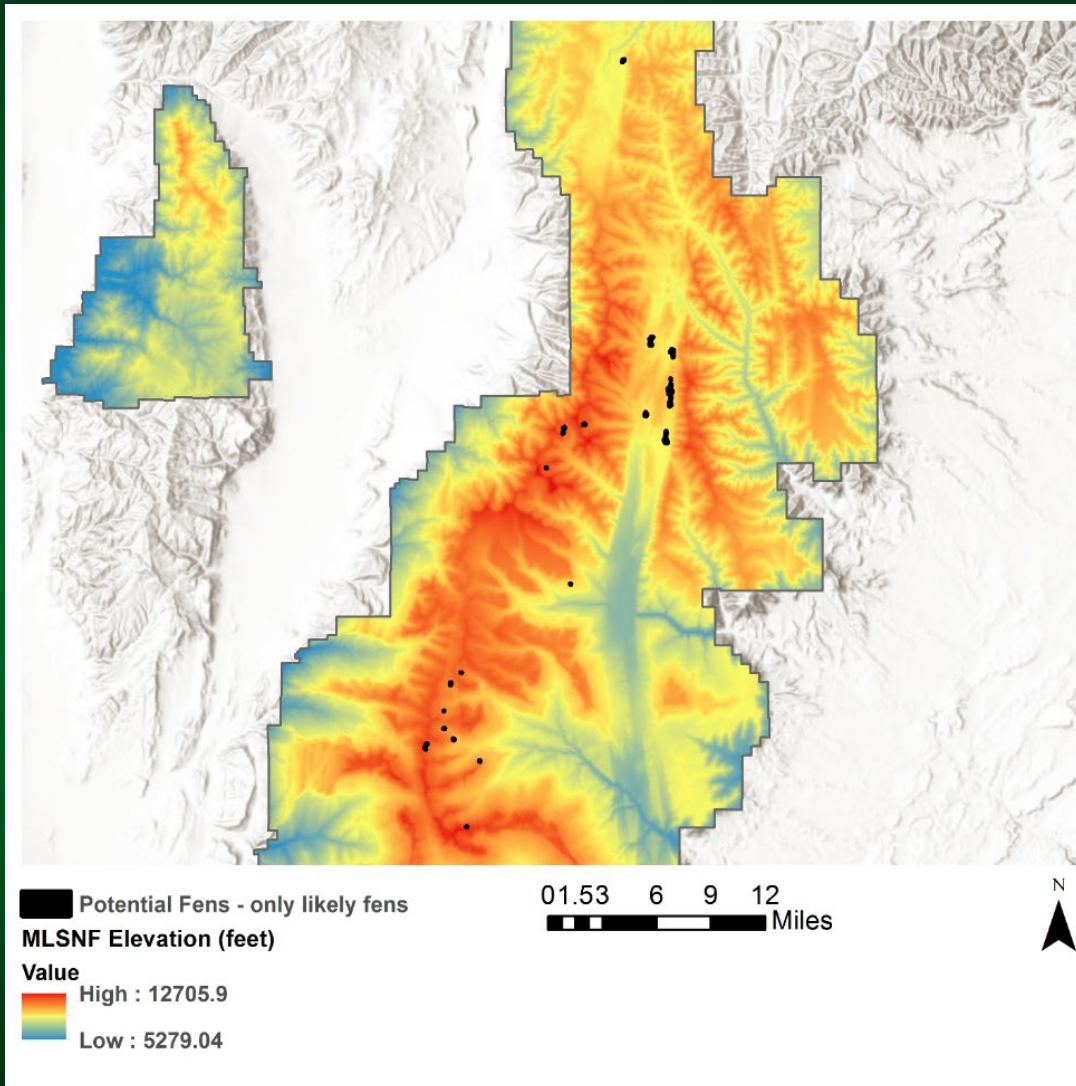 Potential Fens - only likely fens
MLSNF Elevation (feet)
Value
High : 12705.9
Low : 5279.04
01.53 6 9 12
Miles
N